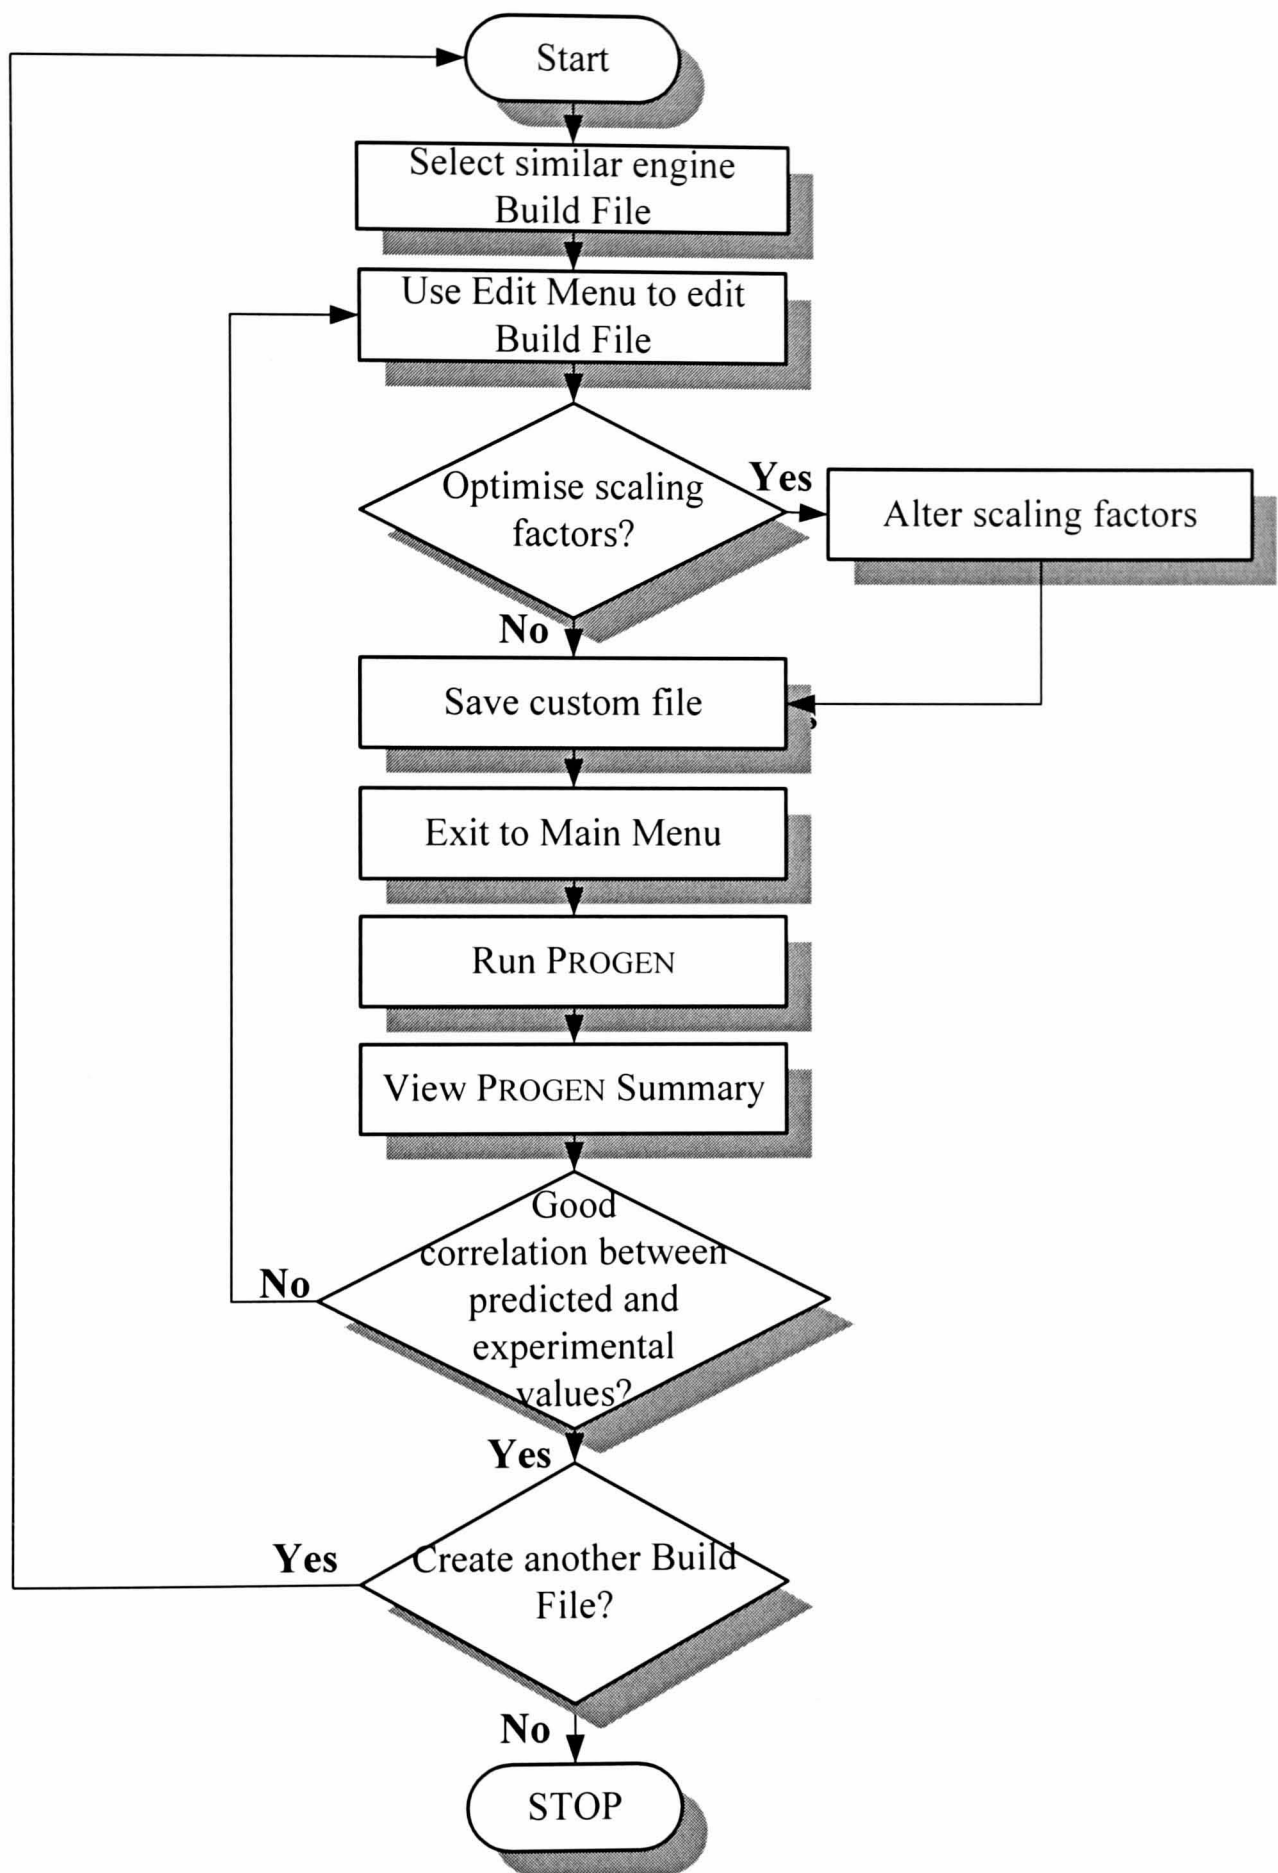 Start
Select similar engine
Build File
Use Edit Menu to edit
Build File
Optimise scaling
factors?
Yes
Alter scaling factors
No
Save custom file
Exit to Main Menu
Run PROGEN
View PROGEN Summary
Good
correlation between
predicted and
experimental
values?
No
Yes
Create another Build
File?
Yes
No
STOP